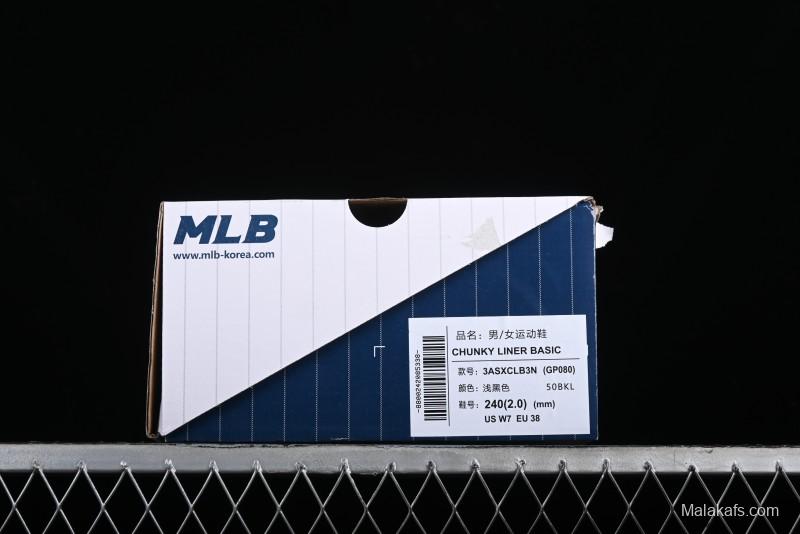 MLB
www.mlb-korea.com
品名：男/女运动鞋
CHUNKY LINER BASIC
款号：3ASXCLB3N (GP080)
颜色：浅黑色 50BKL
鞋号：240(2.0) (mm)
US W7 EU 38
-8800242085338-
Malakafs.com